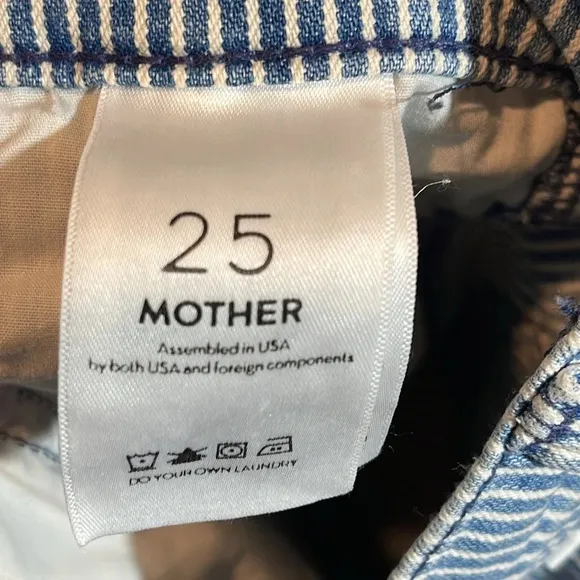 25
MOTHER
Assembled in USA
by both USA and foreign components
DO YOUR OWN LAUNDRY